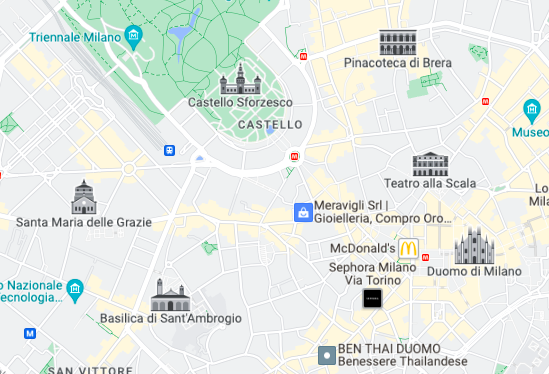 Triennale Milano
Pinacoteca di Brera
Castello Sforzesco
CASTELLO
Museo
Teatro alla Scala
Lo
Meravigli Srl |
Gioielleria, Compro Oro...
Santa Maria delle Grazie
McDonald's
Sephora Milano
Via Torino
Duomo di Milano
o Nazionale
ecnologia...
Basilica di Sant'Ambrogio
BEN THAI DUOMO
Benessere Thailandese
SAN VITTORE